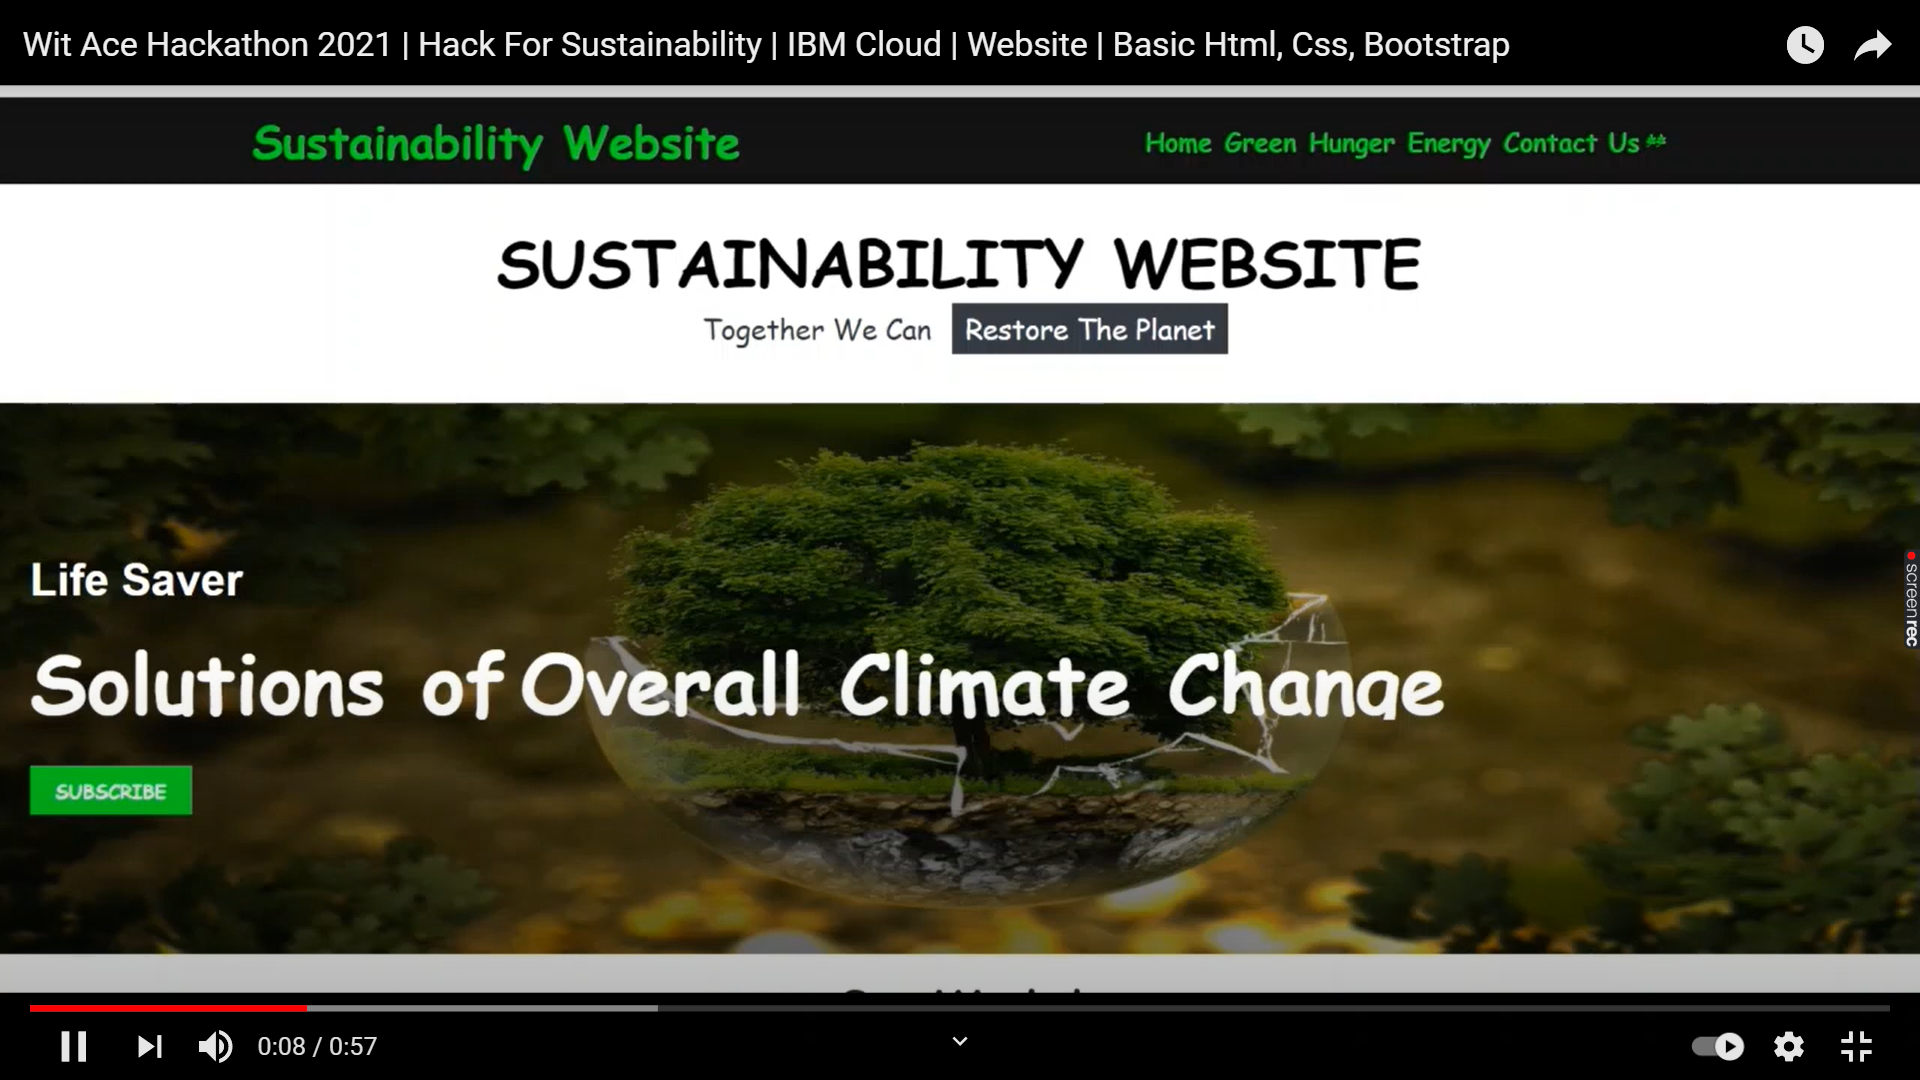 Wit Ace Hackathon 2021 | Hack For Sustainability | IBM Cloud | Website | Basic Html, Css, Bootstrap
Sustainability Website
Home Green Hunger Energy Contact Us
SUSTAINABILITY WEBSITE
Together We Can Restore The Planet
Life Saver
Solutions of Overall Climate Change
SUBSCRIBE
screenrec
0:08 / 0:57